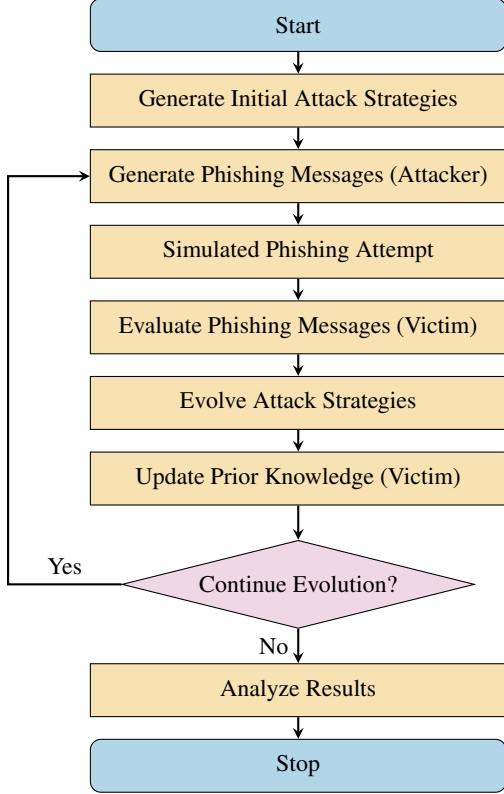 Start
Generate Initial Attack Strategies
Generate Phishing Messages (Attacker)
Simulated Phishing Attempt
Evaluate Phishing Messages (Victim)
Evolve Attack Strategies
Update Prior Knowledge (Victim)
Yes
Continue Evolution?
No
Analyze Results
Stop